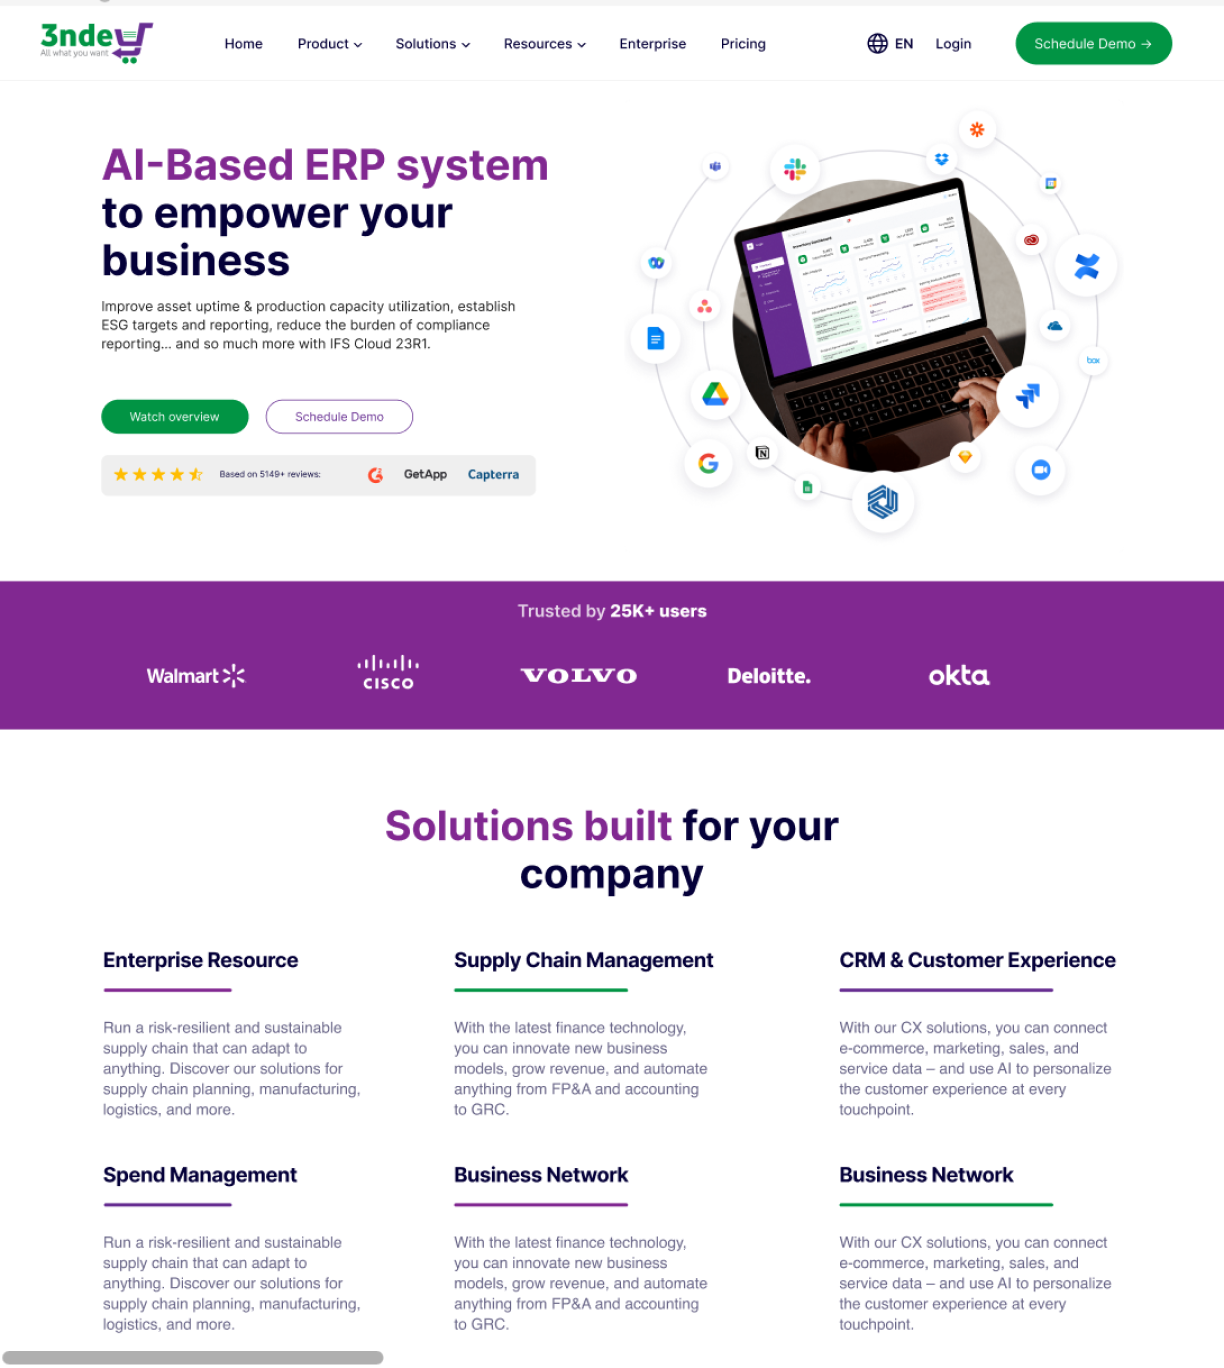 3nde
All what you want
Home Product Solutions Resources Enterprise Pricing EN Login Schedule Demo →
AI-Based ERP system
to empower your
business
Improve asset uptime & production capacity utilization, establish
ESG targets and reporting, reduce the burden of compliance
reporting... and so much more with IFS Cloud 23R1.
Watch overview Schedule Demo
Based on 5149+ reviews: GetApp Capterra
box
Trusted by 25K+ users
Walmart CISCO VOLVO Deloitte. okta
Solutions built for your
company
Enterprise Resource
Run a risk-resilient and sustainable
supply chain that can adapt to
anything. Discover our solutions for
supply chain planning, manufacturing,
logistics, and more.
Supply Chain Management
With the latest finance technology,
you can innovate new business
models, grow revenue, and automate
anything from FP&A and accounting
to GRC.
CRM & Customer Experience
With our CX solutions, you can connect
e-commerce, marketing, sales, and
service data – and use AI to personalize
the customer experience at every
touchpoint.
Spend Management
Run a risk-resilient and sustainable
supply chain that can adapt to
anything. Discover our solutions for
supply chain planning, manufacturing,
logistics, and more.
Business Network
With the latest finance technology,
you can innovate new business
models, grow revenue, and automate
anything from FP&A and accounting
to GRC.
Business Network
With our CX solutions, you can connect
e-commerce, marketing, sales, and
service data – and use AI to personalize
the customer experience at every
touchpoint.